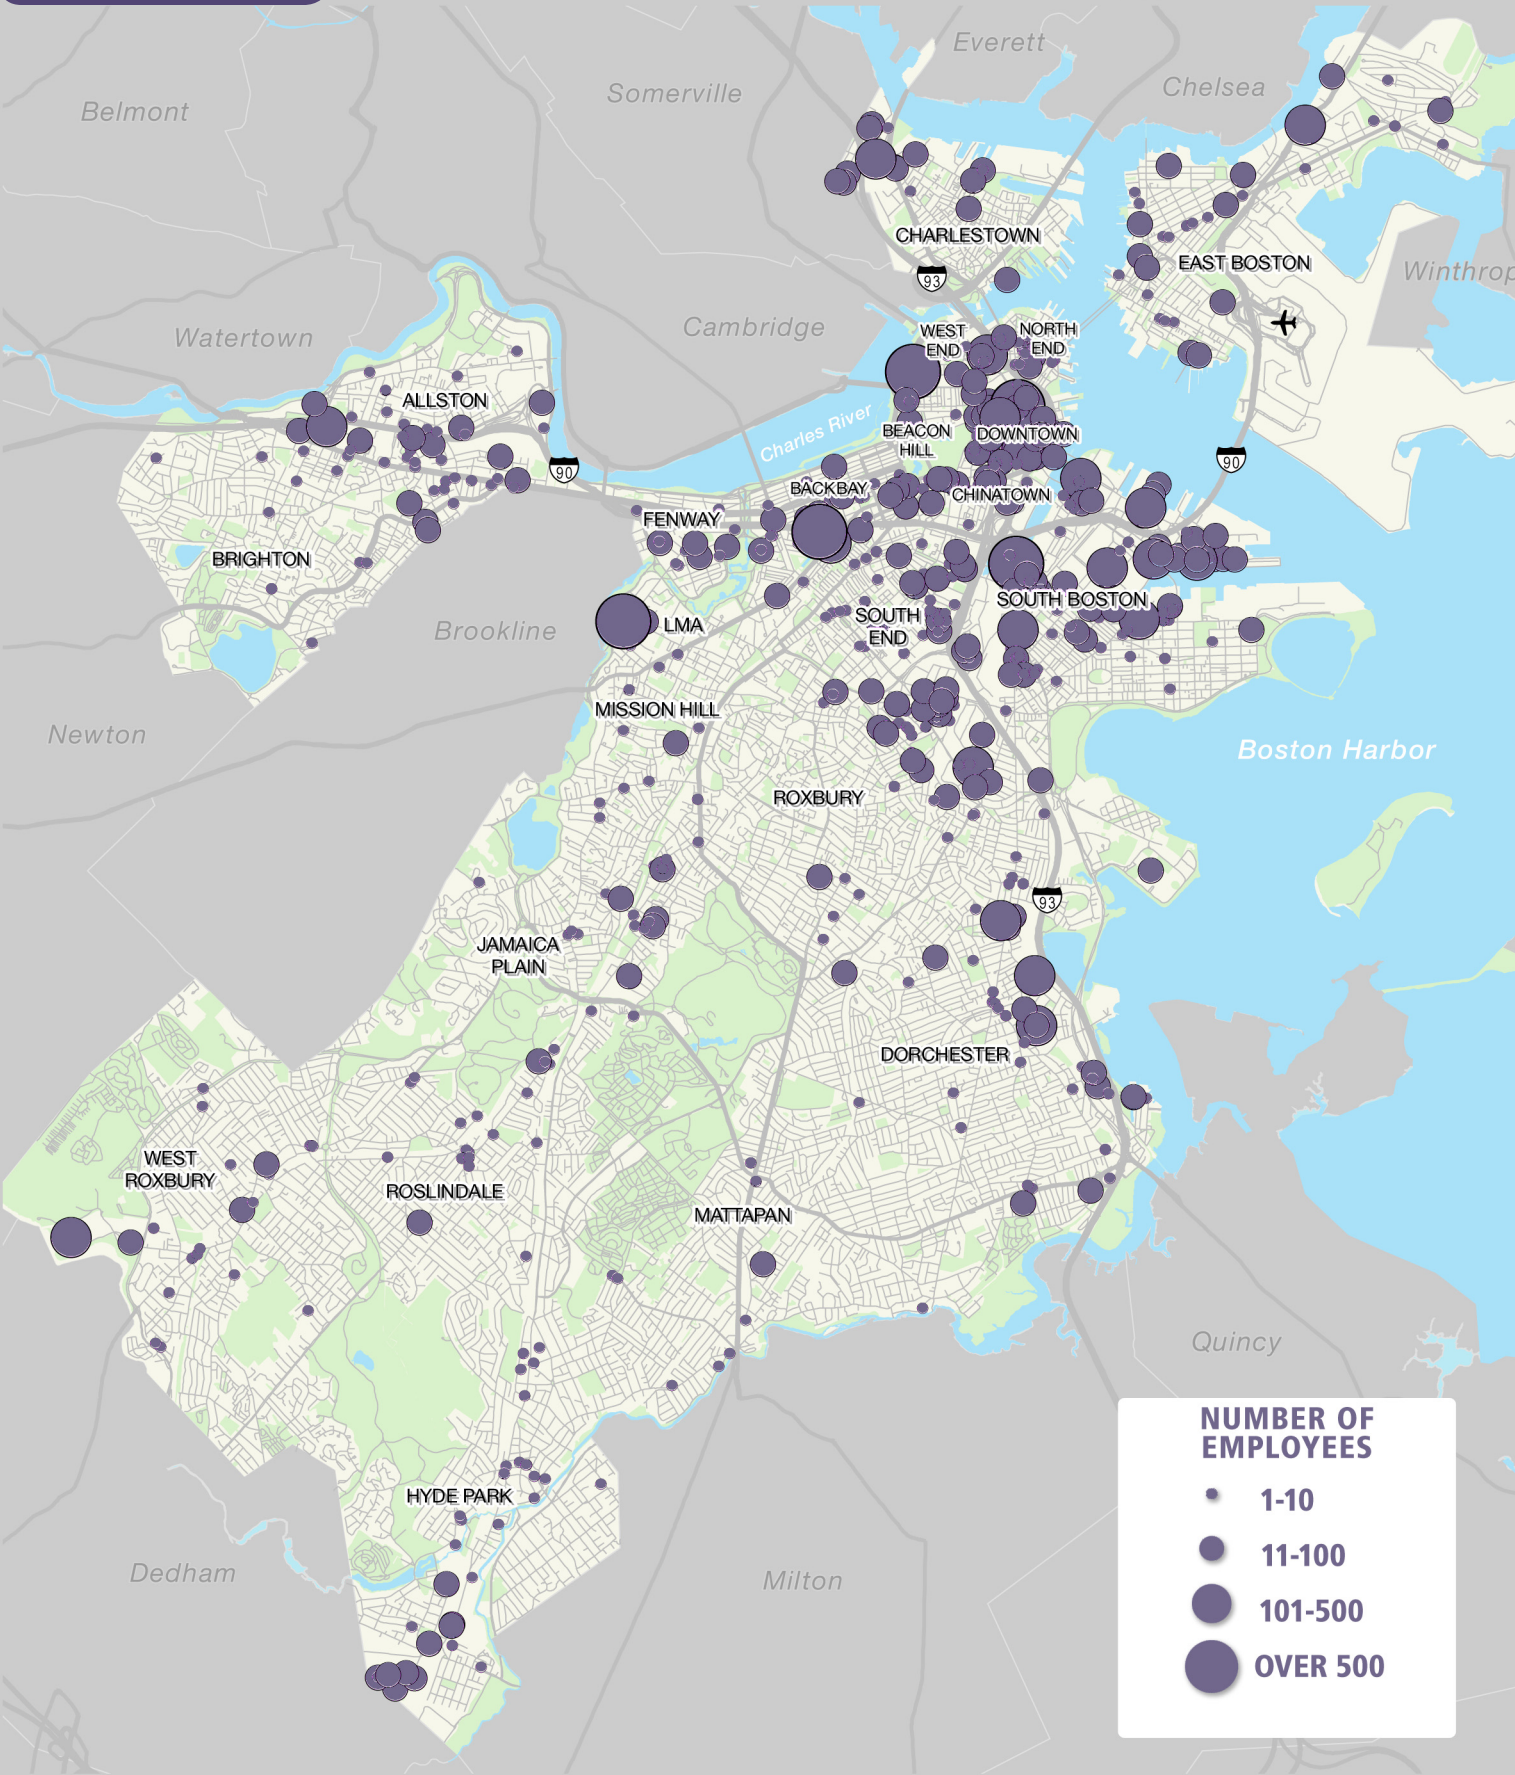 Everett
Chelsea
Somerville
Belmont
CHARLESTOWN
EAST BOSTON
Winthrop
93
WEST
END
NORTH
END
Cambridge
Watertown
ALLSTON
Charles River
BEACON
HILL
DOWNTOWN
90
90
BACKBAY
CHINATOWN
FENWAY
BRIGHTON
SOUTH BOSTON
SOUTH
END
LMA
Brookline
MISSION HILL
Newton
Boston Harbor
ROXBURY
93
JAMAICA
PLAIN
DORCHESTER
WEST
ROXBURY
ROSLINDALE
MATTAPAN
Quincy
HYDE PARK
Dedham
Milton
NUMBER OF
EMPLOYEES
1-10
11-100
101-500
OVER 500